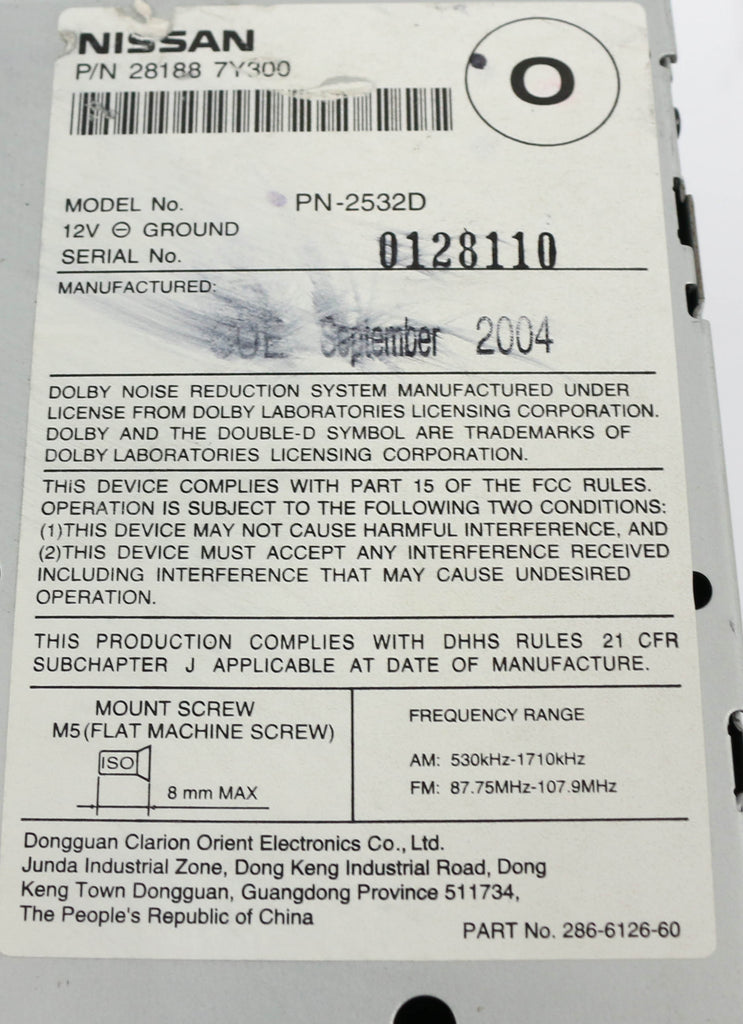 NISSAN
P/N 28188 7Y300
O
MODEL No. PN-2532D
12V ⊖ GROUND
SERIAL No. 0128110
MANUFACTURED:
September 2004
DOLBY NOISE REDUCTION SYSTEM MANUFACTURED UNDER
LICENSE FROM DOLBY LABORATORIES LICENSING CORPORATION.
DOLBY AND THE DOUBLE-D SYMBOL ARE TRADEMARKS OF
DOLBY LABORATORIES LICENSING CORPORATION.
THIS DEVICE COMPLIES WITH PART 15 OF THE FCC RULES.
OPERATION IS SUBJECT TO THE FOLLOWING TWO CONDITIONS:
(1)THIS DEVICE MAY NOT CAUSE HARMFUL INTERFERENCE, AND
(2)THIS DEVICE MUST ACCEPT ANY INTERFERENCE RECEIVED
INCLUDING INTERFERENCE THAT MAY CAUSE UNDESIRED
OPERATION.
THIS PRODUCTION COMPLIES WITH DHHS RULES 21 CFR
SUBCHAPTER J APPLICABLE AT DATE OF MANUFACTURE.
MOUNT SCREW
M5(FLAT MACHINE SCREW)
ISO
8 mm MAX
FREQUENCY RANGE
AM: 530kHz-1710kHz
FM: 87.75MHz-107.9MHz
Dongguan Clarion Orient Electronics Co., Ltd.
Junda Industrial Zone, Dong Keng Industrial Road, Dong
Keng Town Dongguan, Guangdong Province 511734,
The People's Republic of China
PART No. 286-6126-60